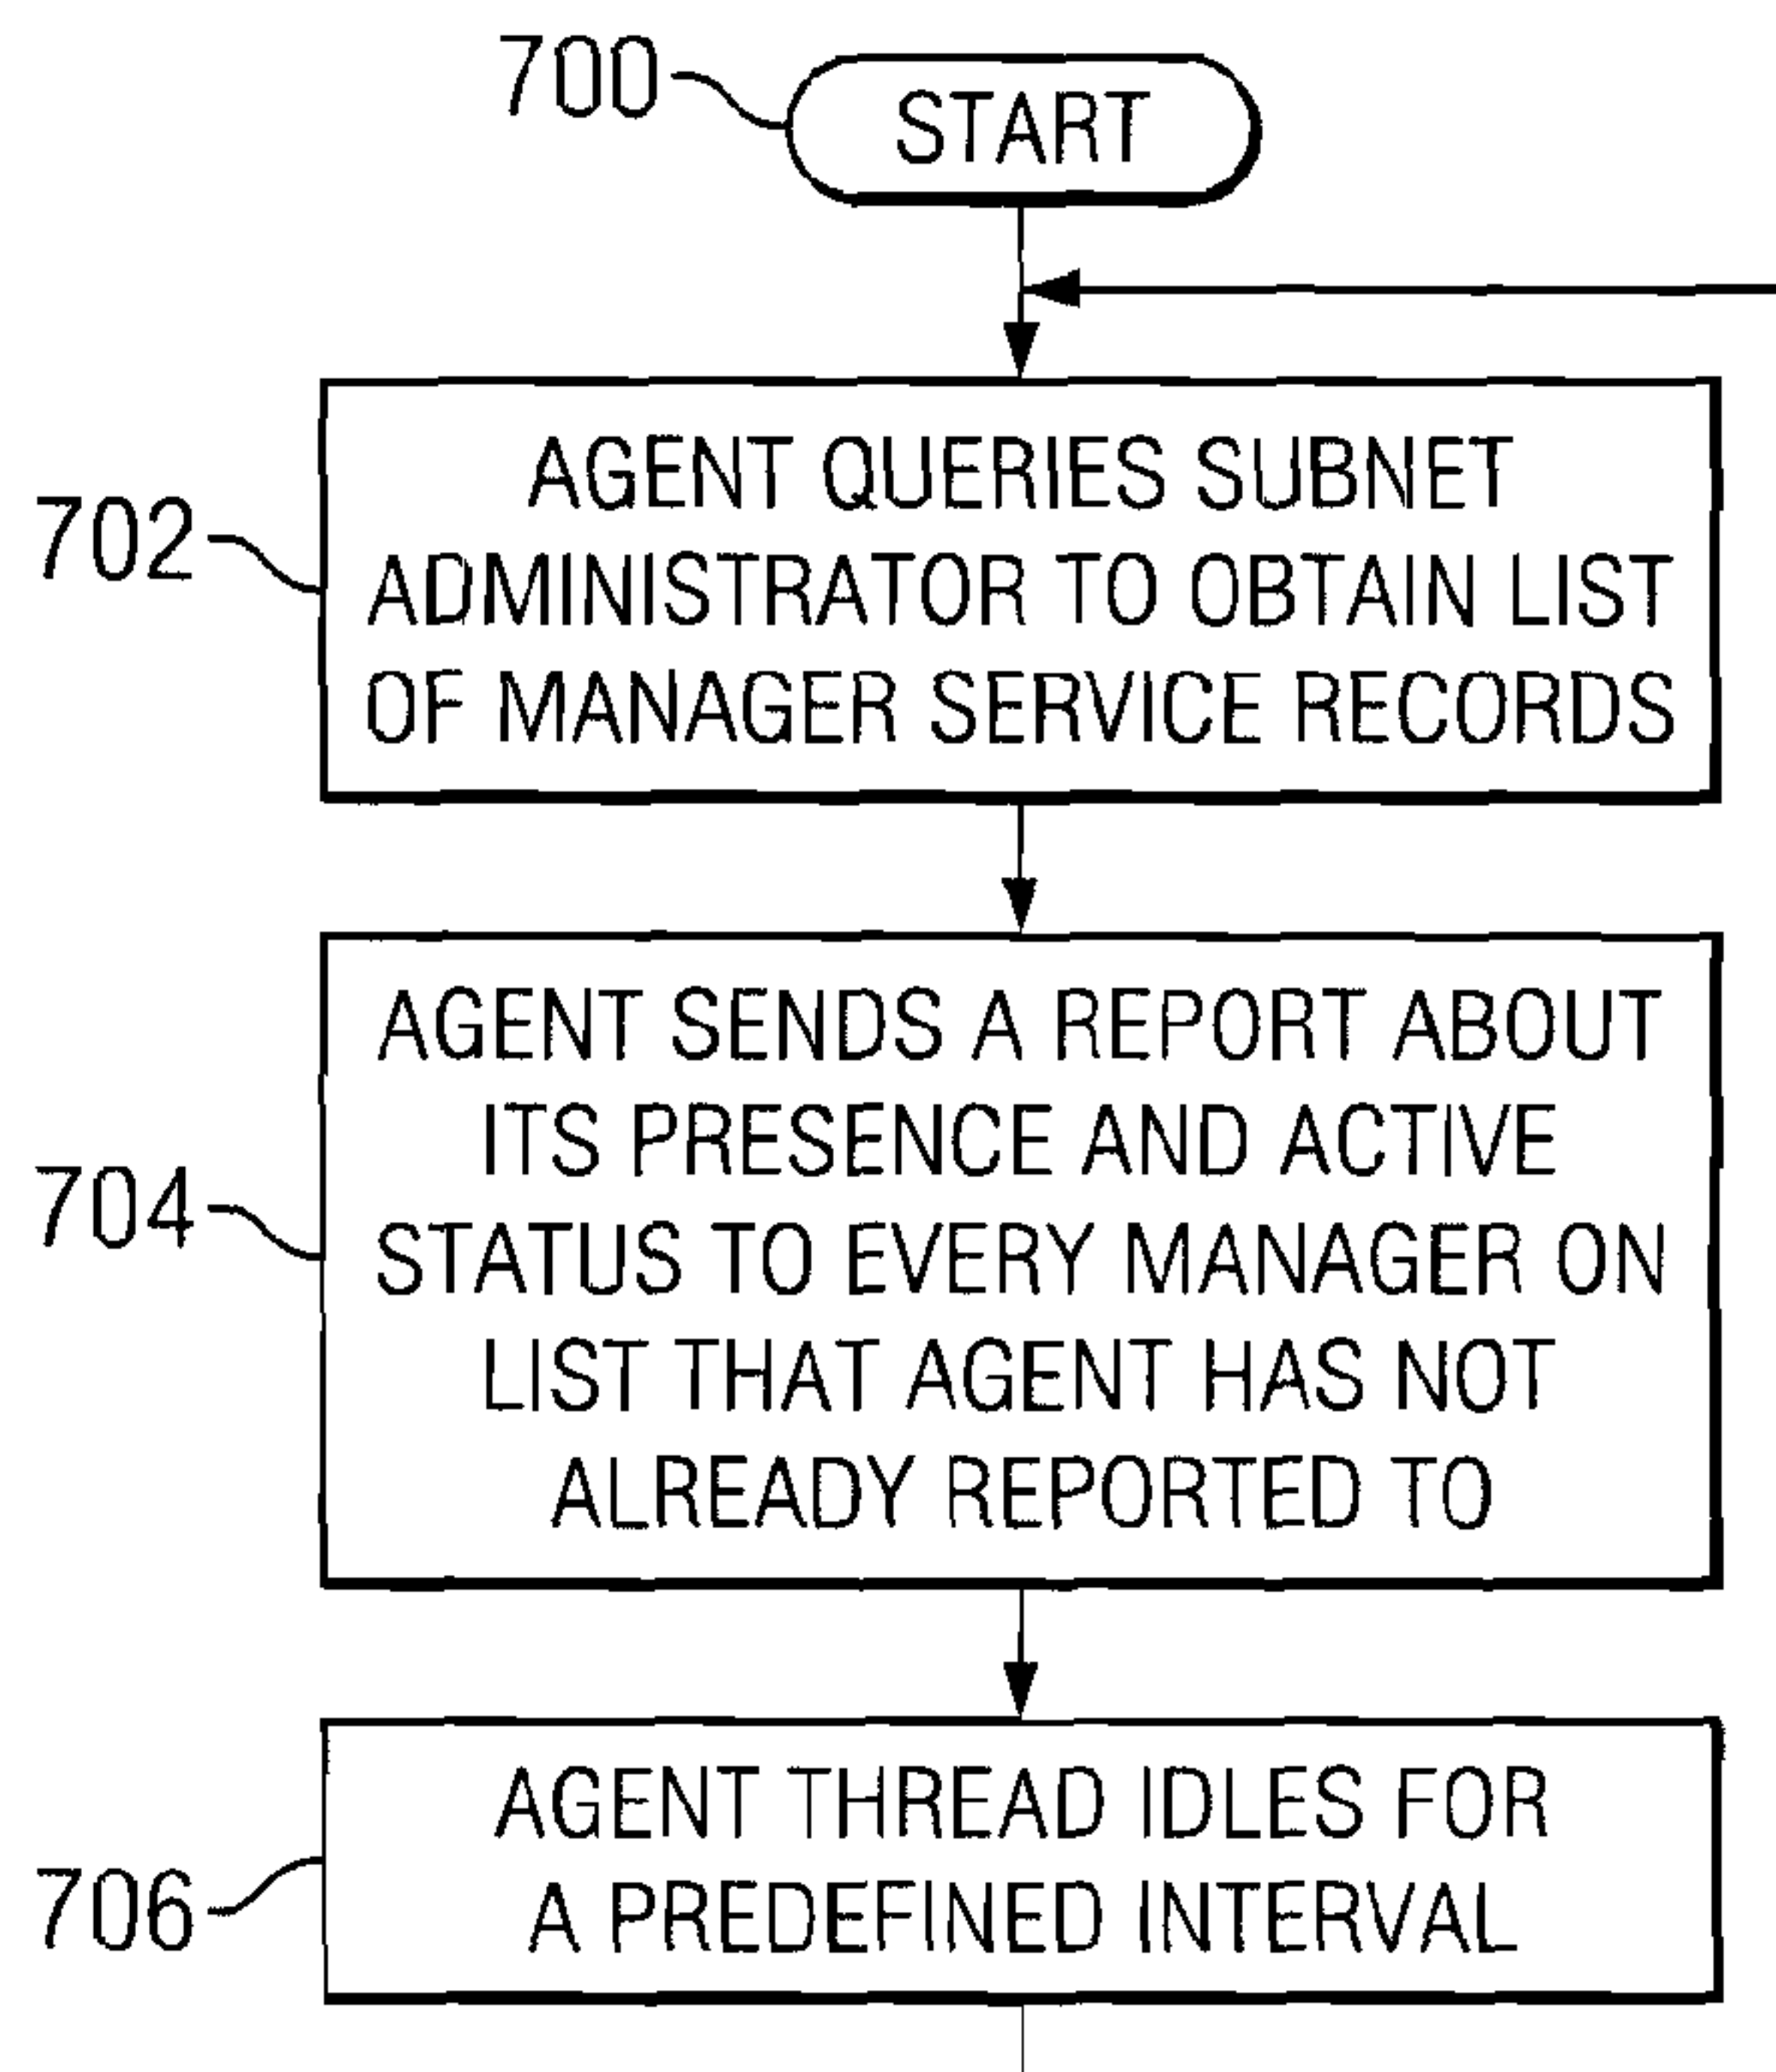 700
START
702
AGENT QUERIES SUBNET
ADMINISTRATOR TO OBTAIN LIST
OF MANAGER SERVICE RECORDS
704
AGENT SENDS A REPORT ABOUT
ITS PRESENCE AND ACTIVE
STATUS TO EVERY MANAGER ON
LIST THAT AGENT HAS NOT
ALREADY REPORTED TO
706
AGENT THREAD IDLES FOR
A PREDEFINED INTERVAL